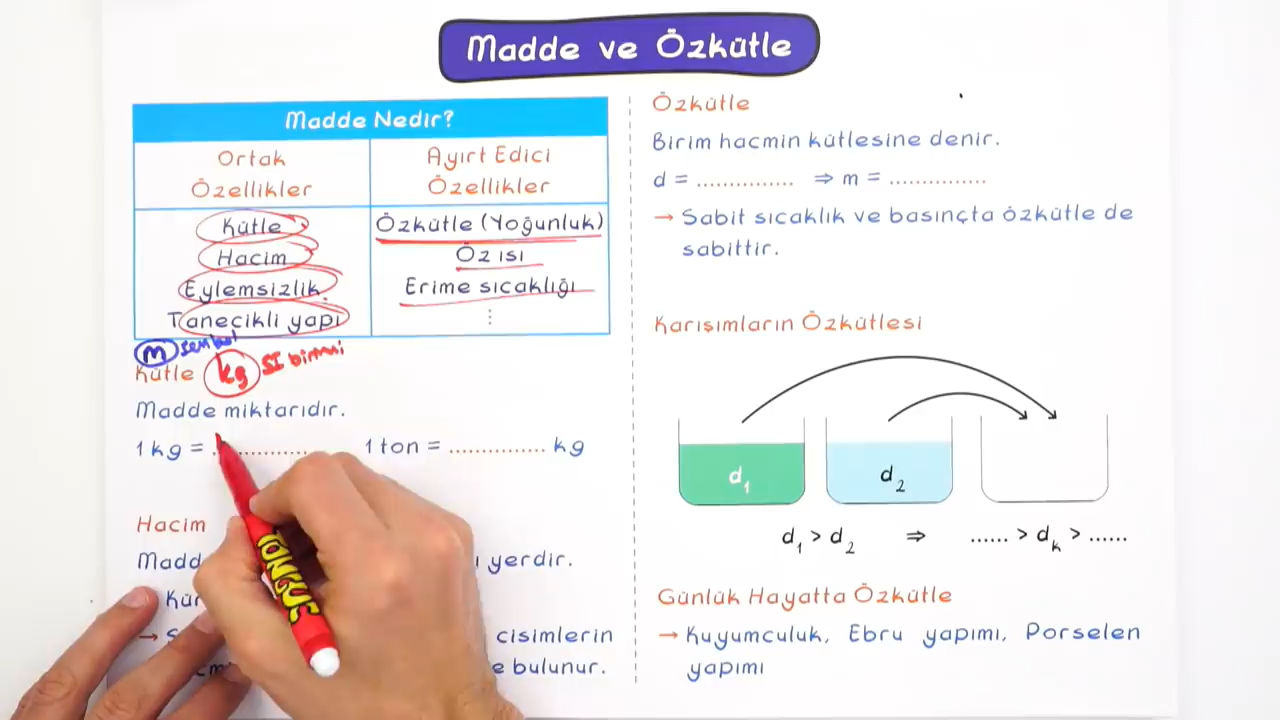 Madde ve Özkütle
Madde Nedir?
Ortak
Özellikler
Ayırt Edici
Özellikler
Kütle
Hacim
Eylemsizlik
Tanecikli yapı
Özkütle (Yoğunluk)
Öz ısı
Erime sıcaklığı
⋮
m sembol
Kütle kg SI birimi
Madde miktarıdır.
1 kg = ............... 1 ton = ............... kg
Hacim
yerdir.
cisimlerin
bulunur.
TONGUÇ
Özkütle
Birim hacmin kütlesine denir.
d = ............... ⇒ m = ...............
→ Sabit sıcaklık ve basınçta özkütle de
sabittir.
Karışımların Özkütlesi
d1 d2
d1 > d2 ⇒ ...... > dk > ......
Günlük Hayatta Özkütle
→ Kuyumculuk, Ebru yapımı, Porselen
yapımı